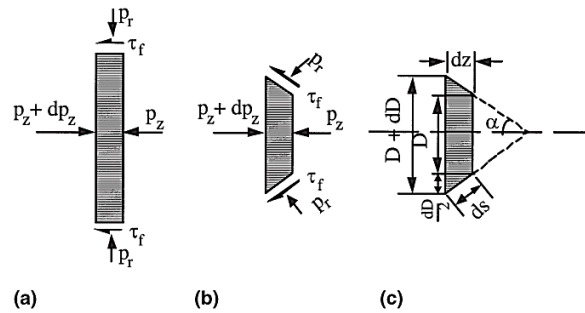 p_r
τ_f
p_z + dp_z
p_z
τ_f
p_r
(a)
p_r
τ_f
p_z + dp_z
p_z
τ_f
p_r
(b)
dz
D + dD
D
α
dD
2
ds
(c)